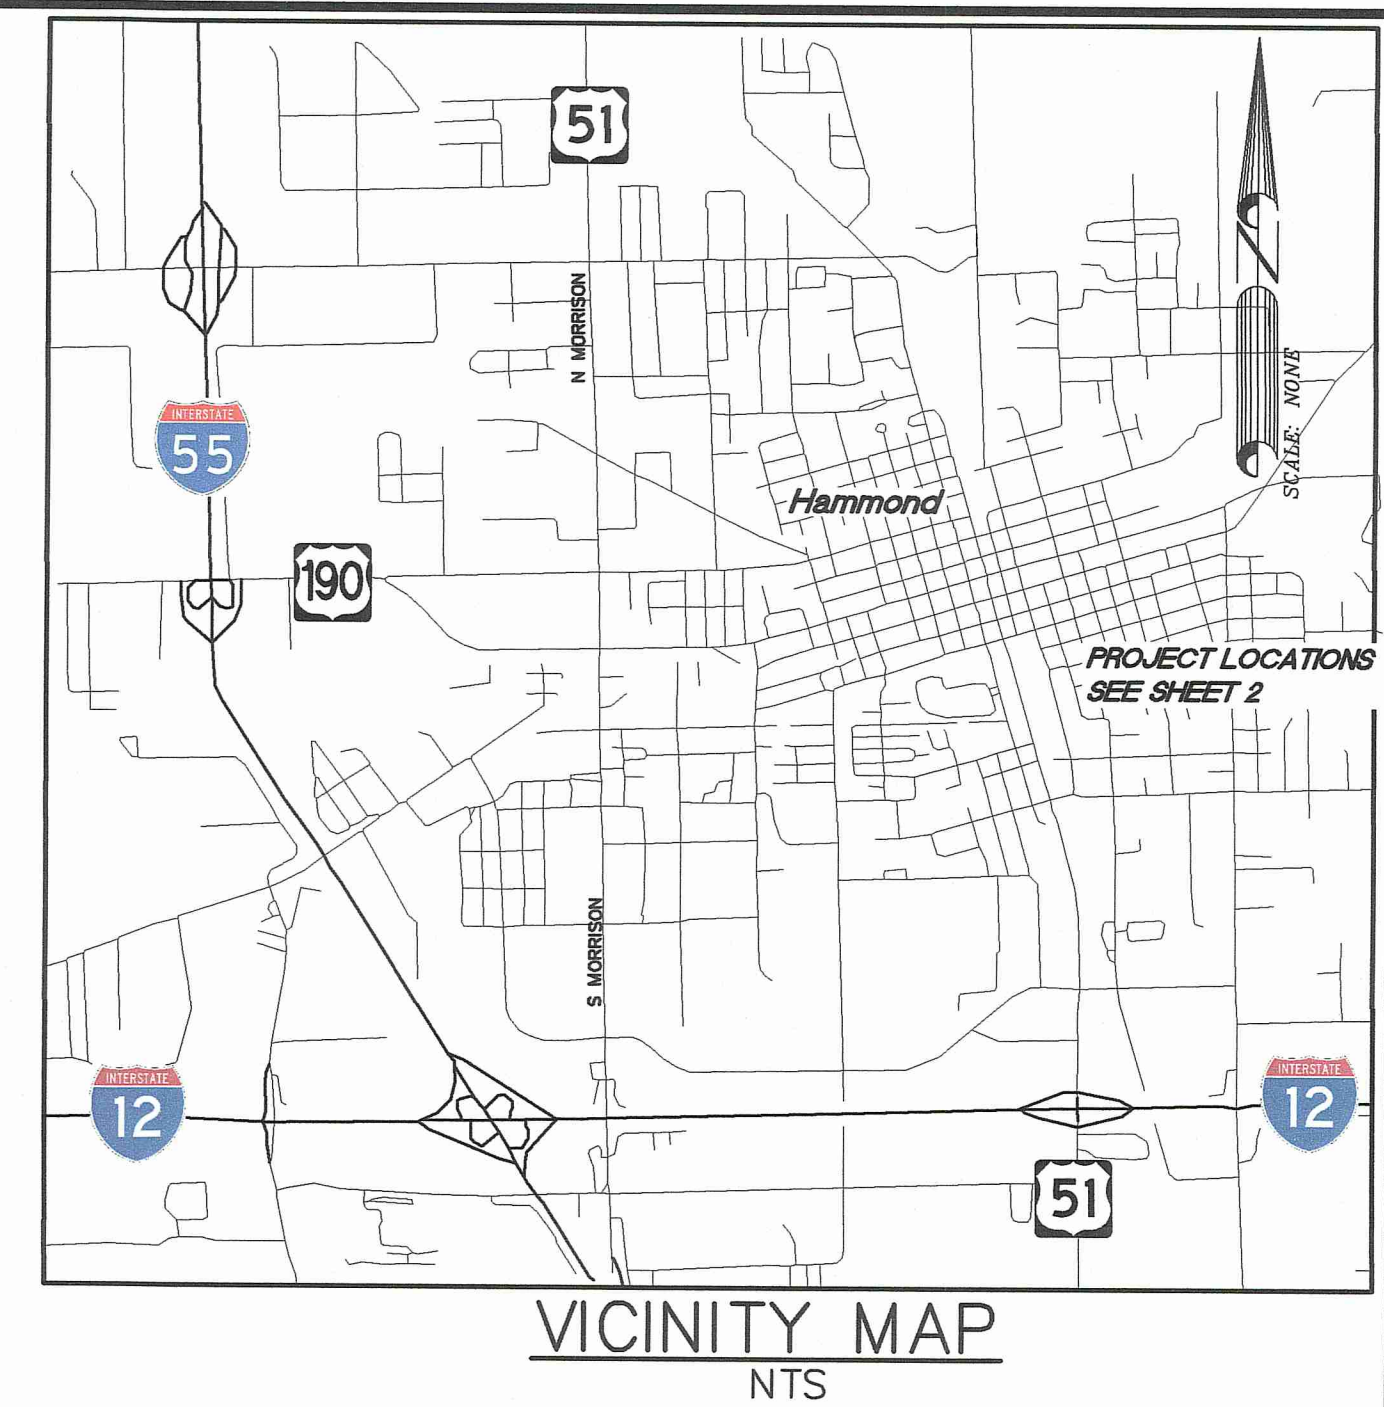 51
N MORRISON
INTERSTATE
55
SCALE: NONE
Hammond
190
PROJECT LOCATIONS
SEE SHEET 2
S MORRISON
INTERSTATE
12
INTERSTATE
12
51
VICINITY MAP
NTS